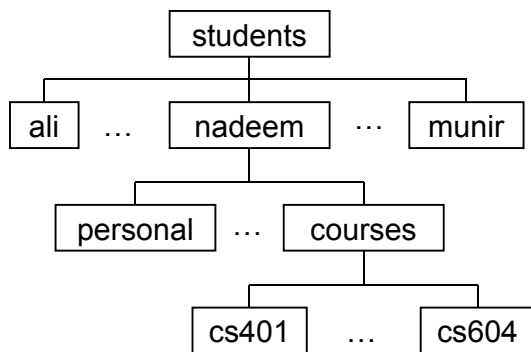 students
ali … nadeem … munir
personal … courses
cs401 … cs604